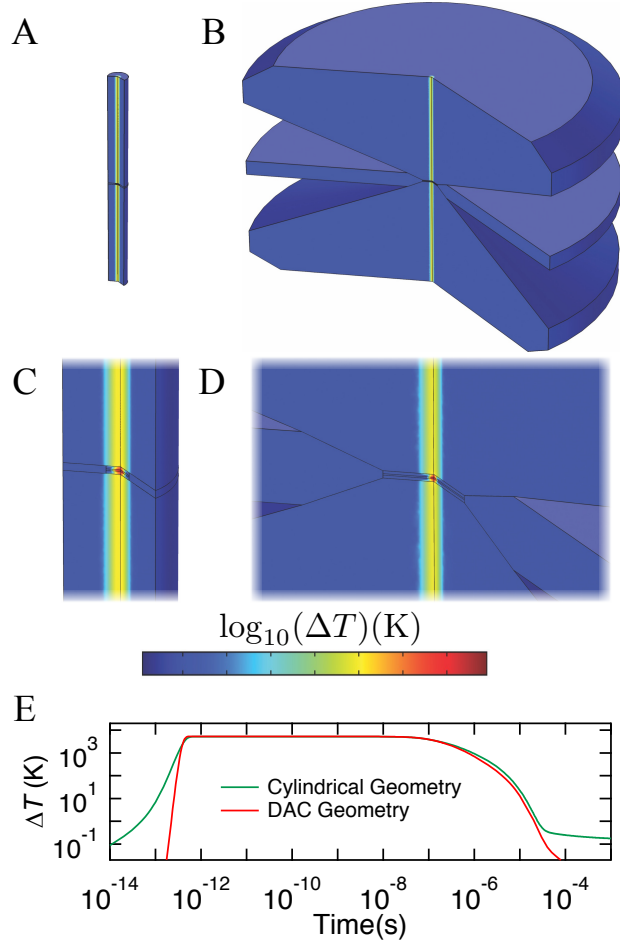 A
B
C
D
log₁₀(ΔT)(K)
E
ΔT (K)
10³
10¹
10⁻¹
Cylindrical Geometry
DAC Geometry
10⁻¹⁴ 10⁻¹² 10⁻¹⁰ 10⁻⁸ 10⁻⁶ 10⁻⁴
Time(s)